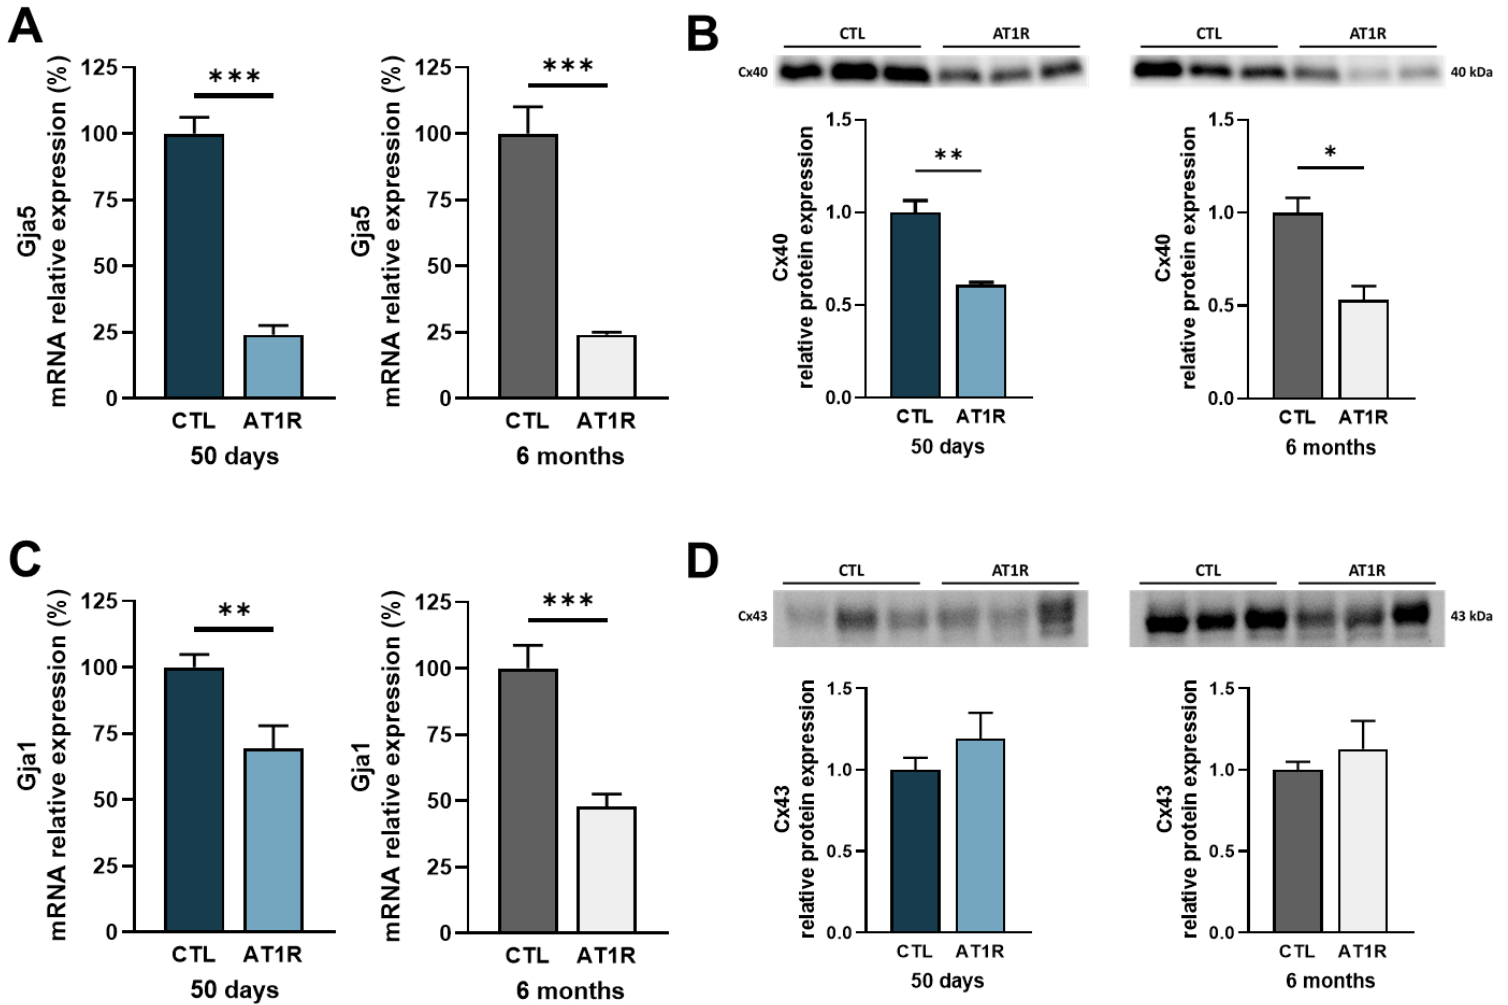 A
Gja5
mRNA relative expression (%)
125
100
75
50
25
0
***
CTL AT1R
50 days
Gja5
mRNA relative expression (%)
125
100
75
50
25
0
***
CTL AT1R
6 months
B
CTL AT1R
Cx40
Cx40
relative protein expression
1.5
1.0
0.5
0.0
**
CTL AT1R
50 days
CTL AT1R
40 kDa
Cx40
relative protein expression
1.5
1.0
0.5
0.0
*
CTL AT1R
6 months
C
Gja1
mRNA relative expression (%)
125
100
75
50
25
0
**
CTL AT1R
50 days
Gja1
mRNA relative expression (%)
125
100
75
50
25
0
***
CTL AT1R
6 months
D
CTL AT1R
Cx43
Cx43
relative protein expression
1.5
1.0
0.5
0.0
CTL AT1R
50 days
CTL AT1R
43 kDa
Cx43
relative protein expression
1.5
1.0
0.5
0.0
CTL AT1R
6 months